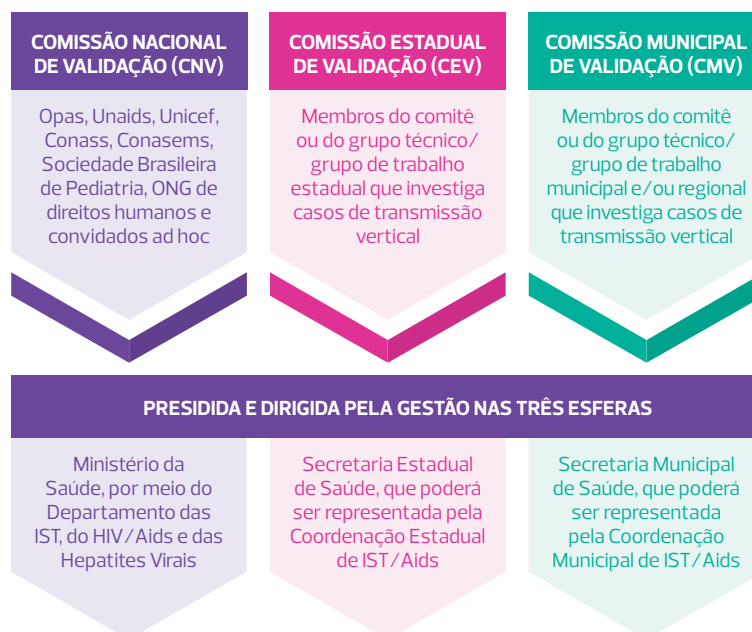 COMISSÃO NACIONAL
DE VALIDAÇÃO (CNV)
Opas, Unaids, Unicef,
Conass, Conasems,
Sociedade Brasileira
de Pediatria, ONG de
direitos humanos e
convidados ad hoc
COMISSÃO ESTADUAL
DE VALIDAÇÃO (CEV)
Membros do comitê
ou do grupo técnico/
grupo de trabalho
estadual que investiga
casos de transmissão
vertical
COMISSÃO MUNICIPAL
DE VALIDAÇÃO (CMV)
Membros do comitê
ou do grupo técnico/
grupo de trabalho
municipal e/ou regional
que investiga casos de
transmissão vertical
PRESIDIDA E DIRIGIDA PELA GESTÃO NAS TRÊS ESFERAS
Ministério da
Saúde, por meio do
Departamento das
IST, do HIV/Aids e das
Hepatites Virais
Secretaria Estadual
de Saúde, que poderá
ser representada pela
Coordenação Estadual
de IST/Aids
Secretaria Municipal
de Saúde, que poderá
ser representada
pela Coordenação
Municipal de IST/Aids